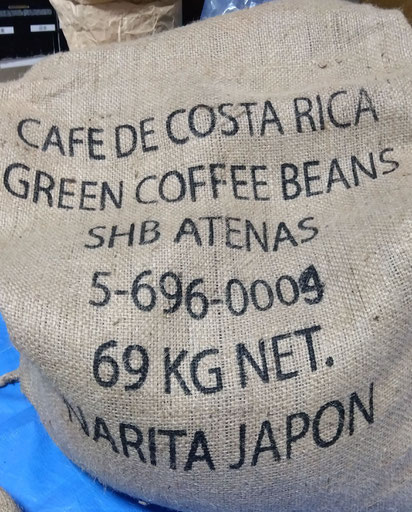 CAFE DE COSTA RICA
GREEN COFFEE BEANS
SHB ATENAS
5-696-0009
69 KG NET.
NARITA JAPON